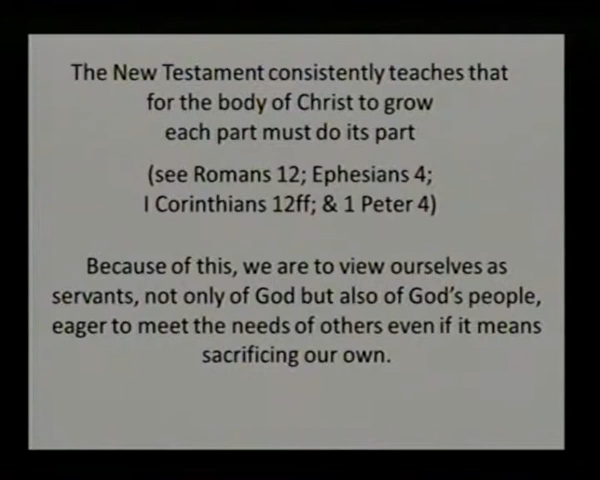 The New Testament consistently teaches that
for the body of Christ to grow
each part must do its part
(see Romans 12; Ephesians 4;
I Corinthians 12ff; & 1 Peter 4)
Because of this, we are to view ourselves as
servants, not only of God but also of God's people,
eager to meet the needs of others even if it means
sacrificing our own.